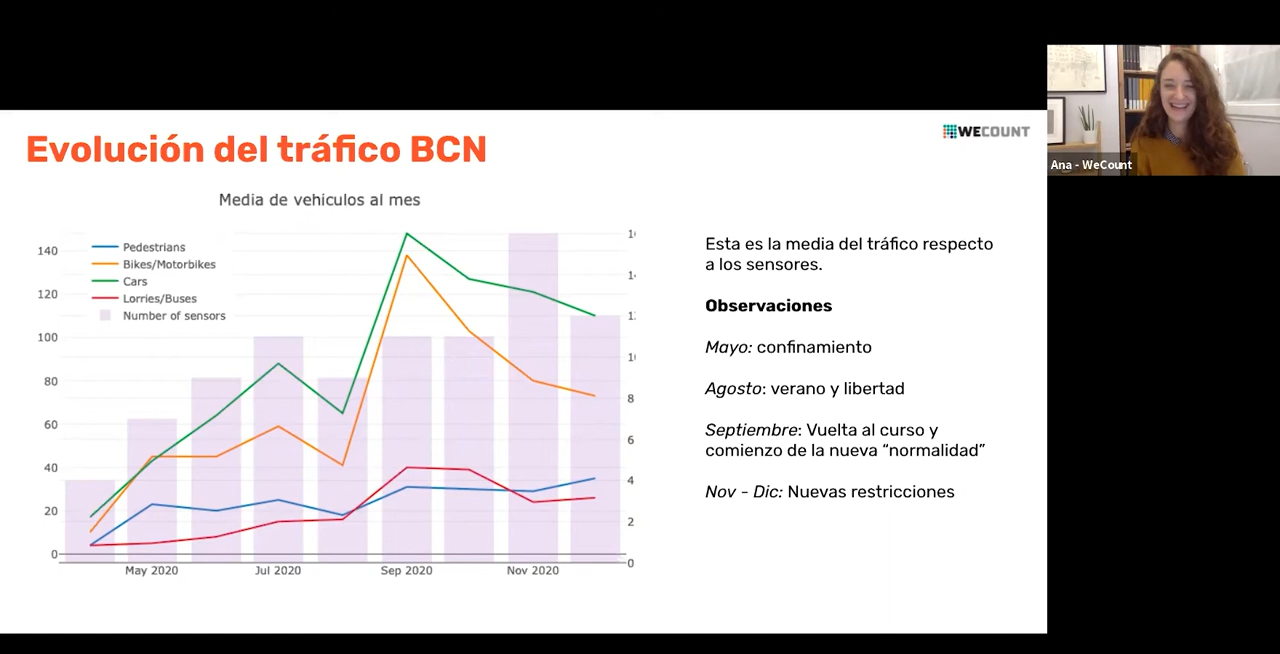 Evolución del tráfico BCN
WECOUNT
Ana - WeCount
Media de vehiculos al mes
Pedestrians
Bikes/Motorbikes
Cars
Lorries/Buses
Number of sensors
140
120
100
80
60
40
20
0
10
8
6
4
2
0
May 2020
Jul 2020
Sep 2020
Nov 2020
Esta es la media del tráfico respecto
a los sensores.
Observaciones
Mayo: confinamiento
Agosto: verano y libertad
Septiembre: Vuelta al curso y
comienzo de la nueva “normalidad”
Nov - Dic: Nuevas restricciones